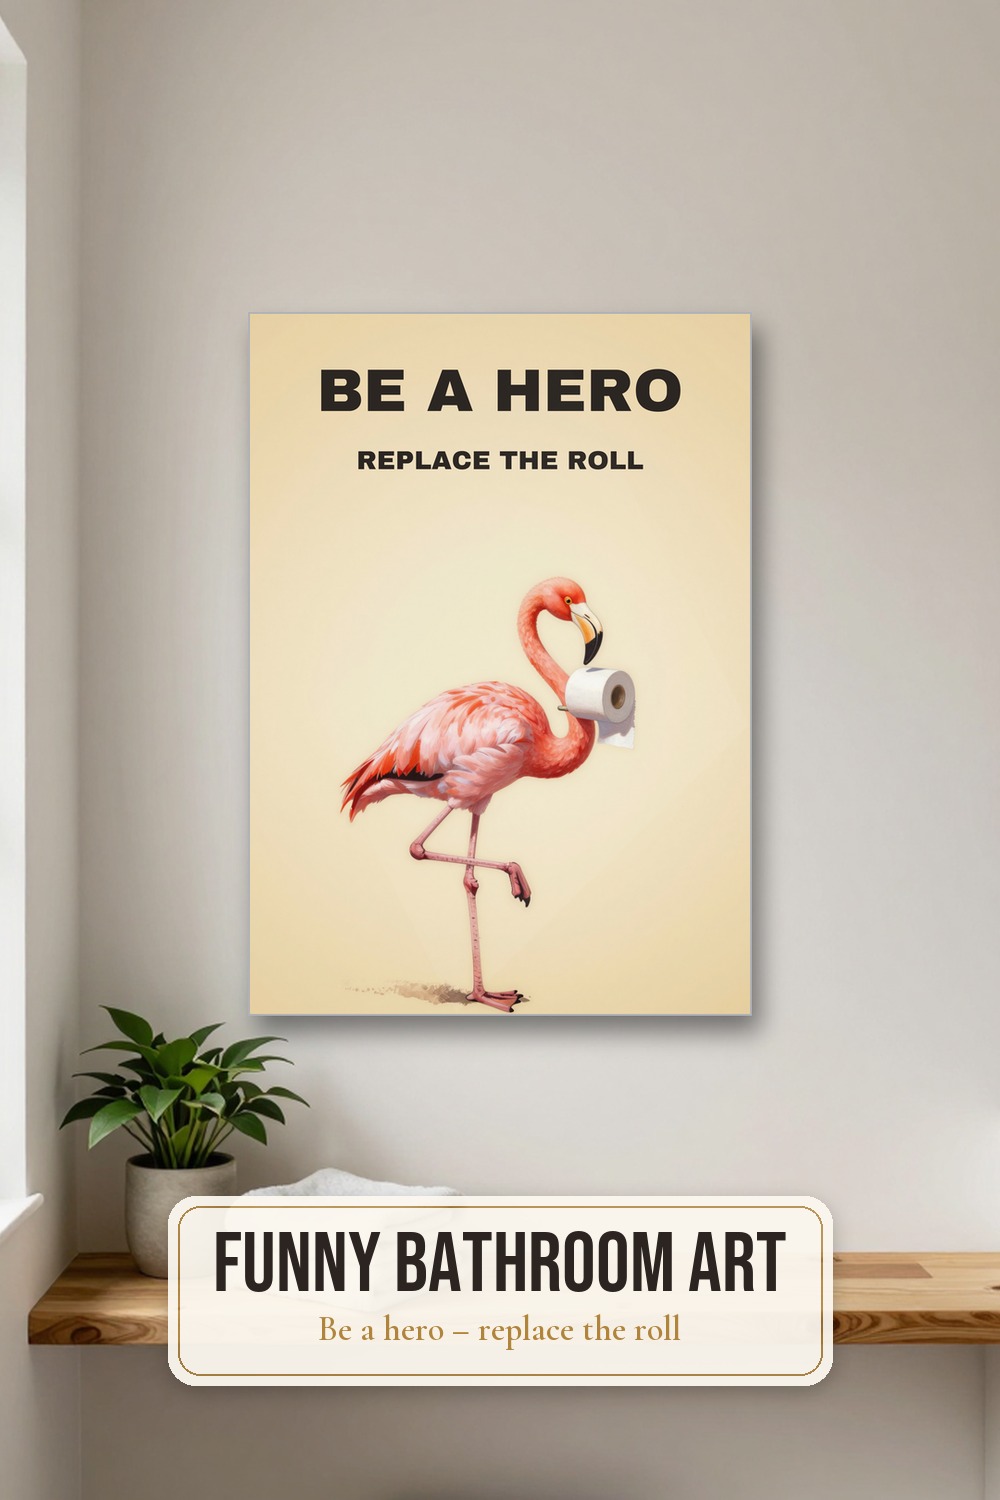 BE A HERO
REPLACE THE ROLL
FUNNY BATHROOM ART
Be a hero – replace the roll